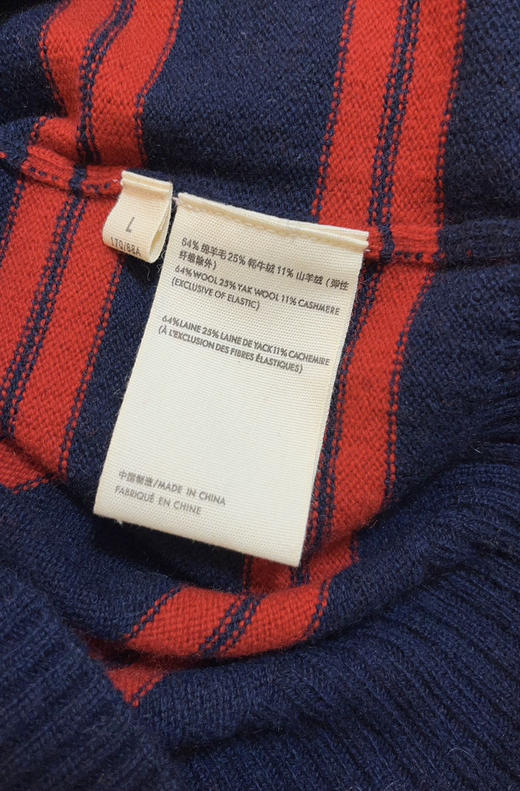 L
170/88A
64% 绵羊毛 25% 牦牛绒 11% 山羊绒 (弹性
纤维除外)
64% WOOL 25% YAK WOOL 11% CASHMERE
(EXCLUSIVE OF ELASTIC)
64% LAINE 25% LAINE DE YACK 11% CACHEMIRE
(À L'EXCLUSION DES FIBRES ÉLASTIQUES)
中国制造/MADE IN CHINA
FABRIQUÉ EN CHINE